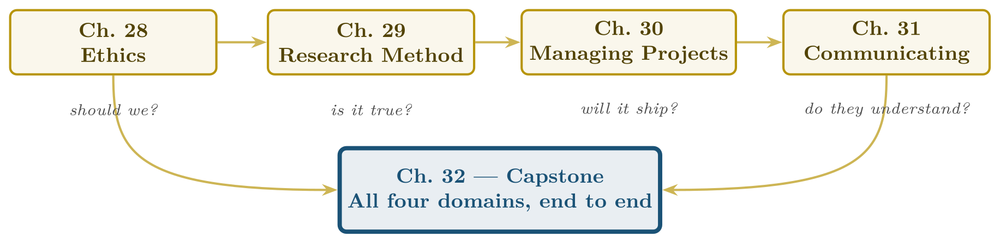 Ch. 28
Ethics
Ch. 29
Research Method
Ch. 30
Managing Projects
Ch. 31
Communicating
should we?
is it true?
will it ship?
do they understand?
Ch. 32 — Capstone
All four domains, end to end